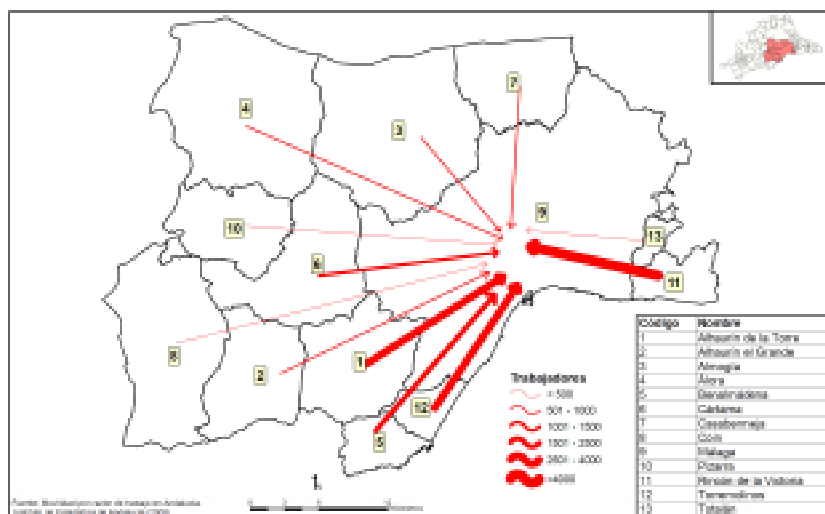 4
3
7
9
10
13
6
11
8
2
1
12
5
Trabajadores
< 500
501 - 1000
1001 - 1500
1501 - 2500
2501 - 4000
>4000
Código Nombre
1 Alhaurín de la Torre
2 Alhaurín el Grande
3 Almogía
4 Álora
5 Benalmádena
6 Cártama
7 Casabermeja
8 Coín
9 Málaga
10 Pizarra
11 Rincón de la Victoria
12 Torremolinos
13 Totalán